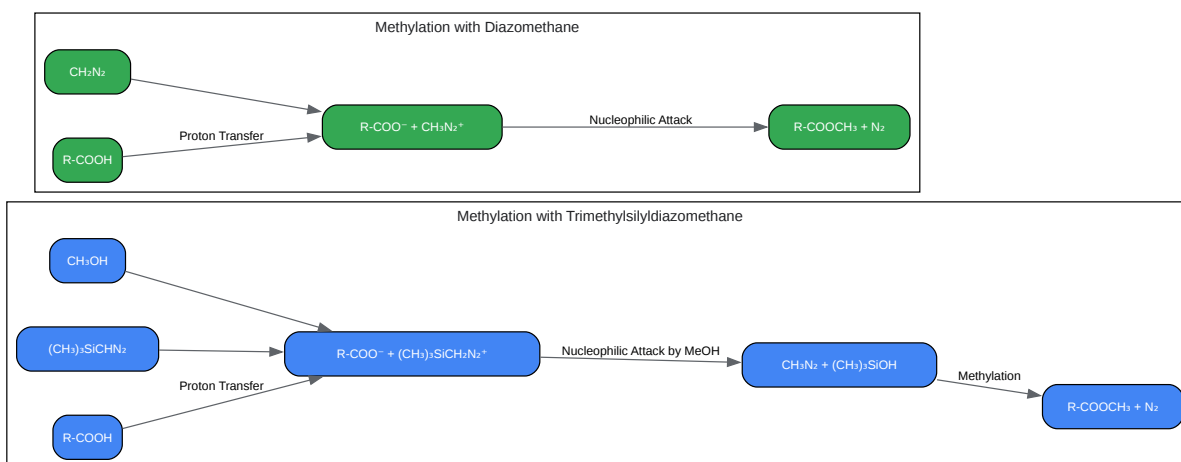 Methylation with Diazomethane
CH₂N₂
R-COOH
Proton Transfer
R-COO⁻ + CH₃N₂⁺
Nucleophilic Attack
R-COOCH₃ + N₂
Methylation with Trimethylsilyldiazomethane
CH₃OH
(CH₃)₃SiCHN₂
R-COOH
Proton Transfer
R-COO⁻ + (CH₃)₃SiCH₂N₂⁺
Nucleophilic Attack by MeOH
CH₃N₂ + (CH₃)₃SiOH
Methylation
R-COOCH₃ + N₂